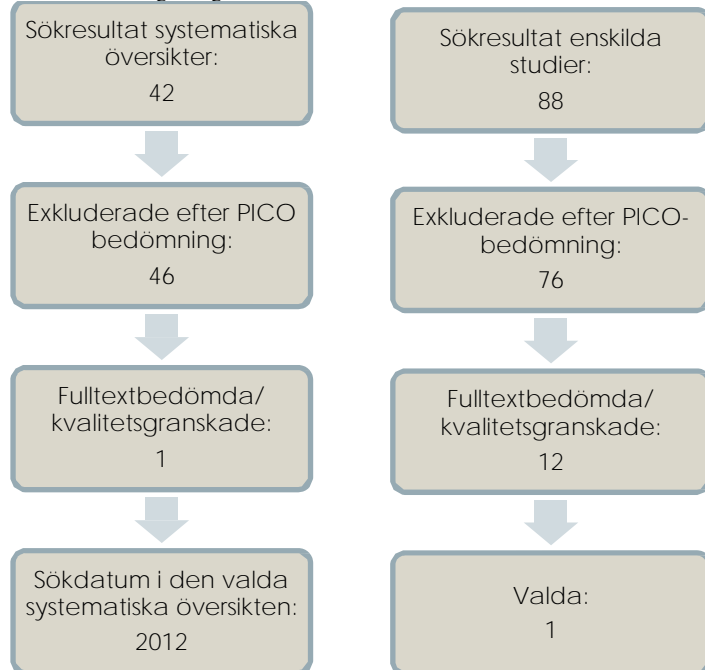 Sökresultat systematiska
översikter:
42
Exkluderade efter PICO
bedömning:
46
Fulltextbedömda/
kvalitetsgranskade:
1
Sökdatum i den valda
systematiska översikten:
2012
Sökresultat enskilda
studier:
88
Exkluderade efter PICO-
bedömning:
76
Fulltextbedömda/
kvalitetsgranskade:
12
Valda:
1